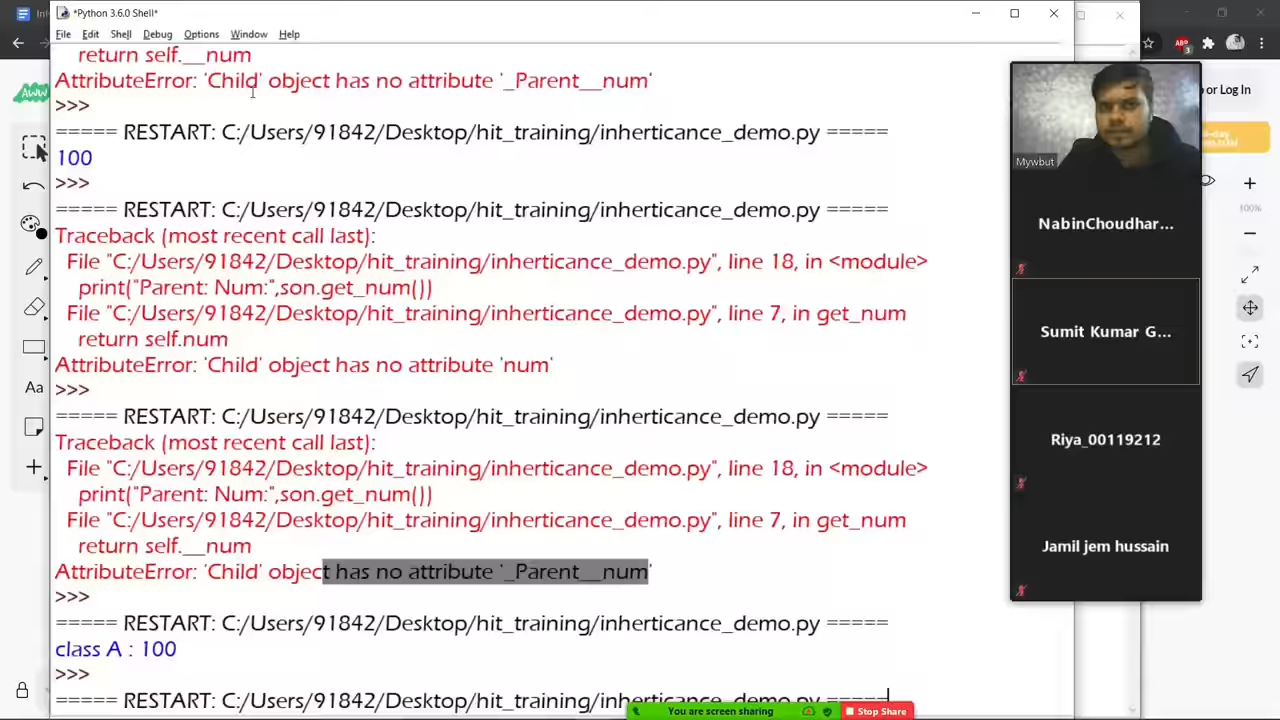 *Python 3.6.0 Shell*
File Edit Shell Debug Options Window Help
return self.__num
AttributeError: 'Child' object has no attribute '_Parent__num'
>>>
===== RESTART: C:/Users/91842/Desktop/hit_training/inherticance_demo.py =====
100
>>>
===== RESTART: C:/Users/91842/Desktop/hit_training/inherticance_demo.py =====
Traceback (most recent call last):
File "C:/Users/91842/Desktop/hit_training/inherticance_demo.py", line 18, in <module>
print("Parent: Num:",son.get_num())
File "C:/Users/91842/Desktop/hit_training/inherticance_demo.py", line 7, in get_num
return self.num
AttributeError: 'Child' object has no attribute 'num'
>>>
===== RESTART: C:/Users/91842/Desktop/hit_training/inherticance_demo.py =====
Traceback (most recent call last):
File "C:/Users/91842/Desktop/hit_training/inherticance_demo.py", line 18, in <module>
print("Parent: Num:",son.get_num())
File "C:/Users/91842/Desktop/hit_training/inherticance_demo.py", line 7, in get_num
return self.__num
AttributeError: 'Child' object has no attribute '_Parent__num'
>>>
===== RESTART: C:/Users/91842/Desktop/hit_training/inherticance_demo.py =====
class A : 100
>>>
===== RESTART: C:/Users/91842/Desktop/hit_training/inherticance_demo.py =====
You are screen sharing
Stop Share
Inf
AWW
Aa
Mywbut
NabinChoudhar...
Sumit Kumar G...
Riya_00119212
Jamil jem hussain
ABP
3
or Log In
100%